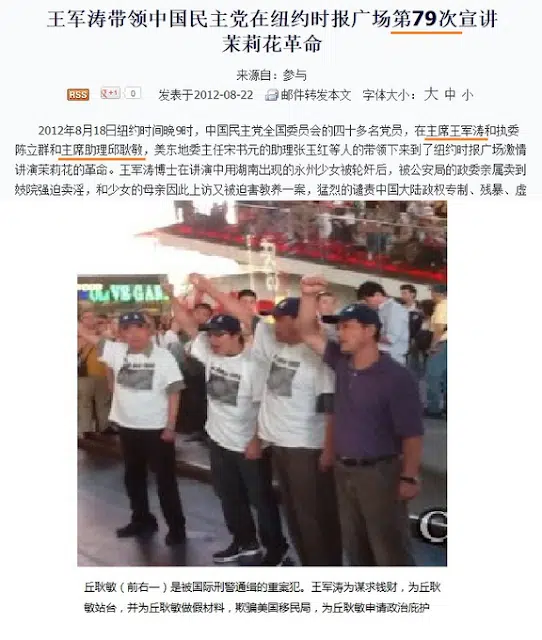 王军涛带领中国民主党在纽约时报广场第79次宣讲
茉莉花革命
来源自：参与
RSS +1 0 发表于2012-08-22 邮件转发本文 字体大小：大 中 小
2012年8月18日纽约时间晚9时，中国民主党全国委员会的四十多名党员，在主席王军涛和执委
陈立群和主席助理邱耿敏，美东地委主任宋书元的助理张王红等人的带领下来到了纽约时报广场激情
讲演茉莉花的革命。王军涛博士在讲演中用湖南出现的永州少女被轮奸后，被公安局的政委亲属卖到
妓院强迫卖淫，和少女的母亲因此上访又被迫害教养一案，猛烈的谴责中国大陆政权专制、残暴、虚
OLIVE GAR
C
丘耿敏（前右一）是被国际刑警通缉的重案犯。王军涛为谋求钱财，为丘耿
敏站台，并为丘耿敏做假材料，欺骗美国移民局，为丘耿敏申请政治庇护